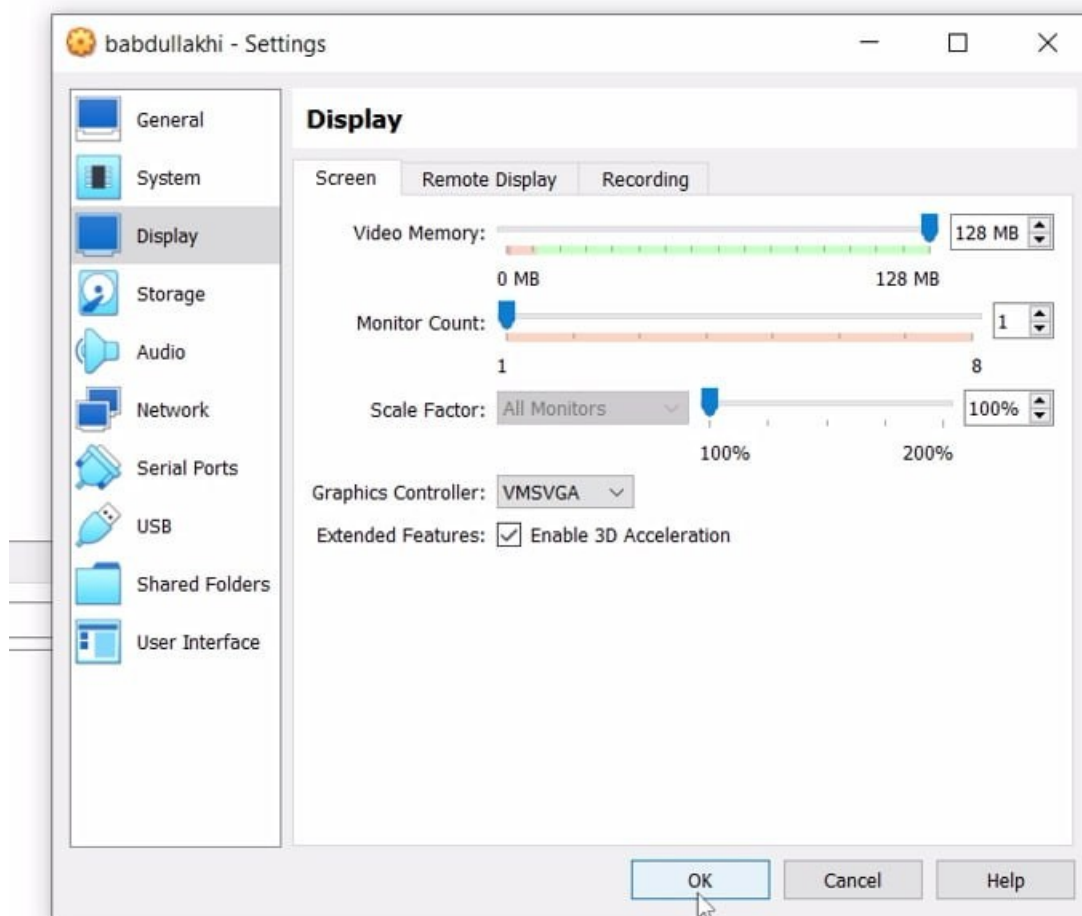 babdullakhi - Settings
General
System
Display
Storage
Audio
Network
Serial Ports
USB
Shared Folders
User Interface
Display
Screen Remote Display Recording
Video Memory: 128 MB
0 MB 128 MB
Monitor Count: 1
1 8
Scale Factor: All Monitors 100%
100% 200%
Graphics Controller: VMSVGA
Extended Features: Enable 3D Acceleration
OK Cancel Help